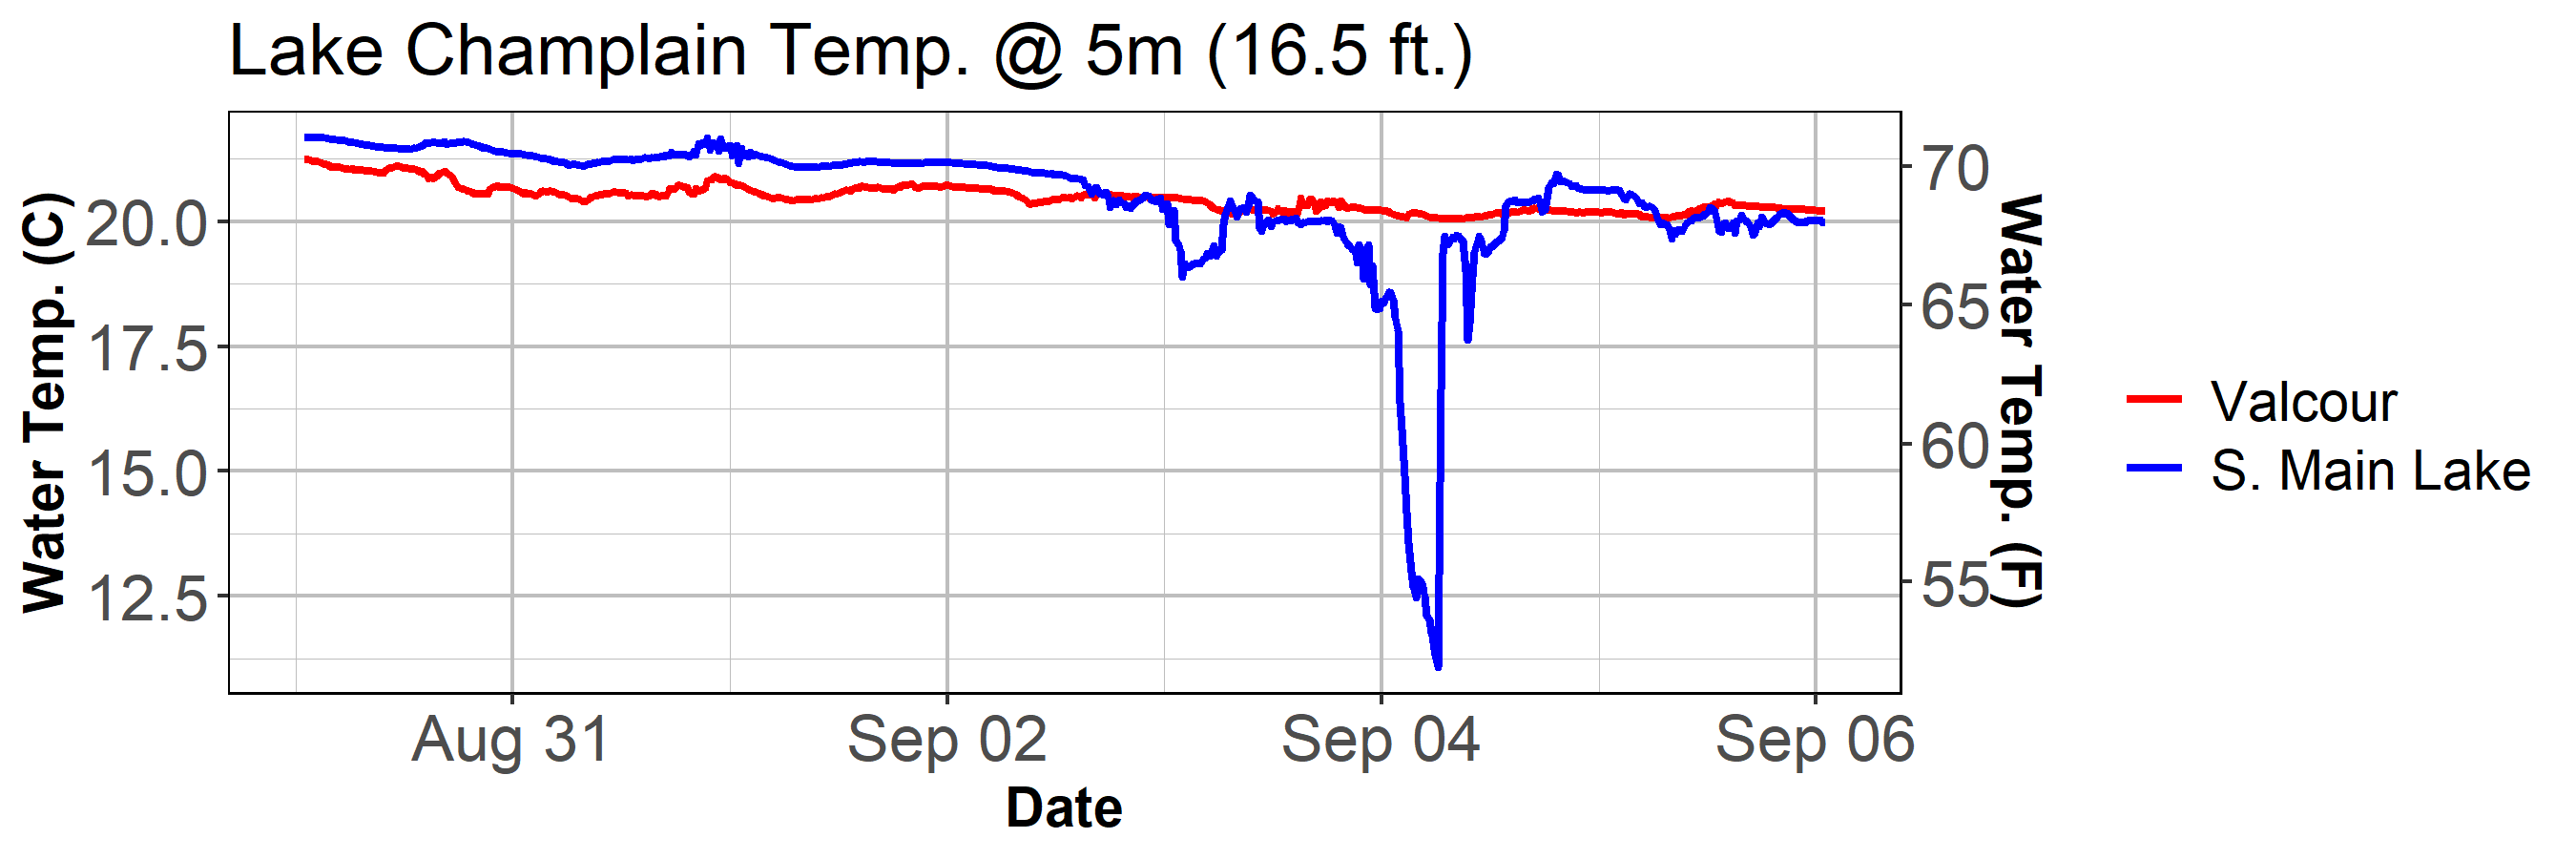 Lake Champlain Temp. @ 5m (16.5 ft.)
Water Temp. (C)
20.0
17.5
15.0
12.5
70
65
60
55
Water Temp. (F)
Aug 31
Sep 02
Sep 04
Sep 06
Date
Valcour
S. Main Lake